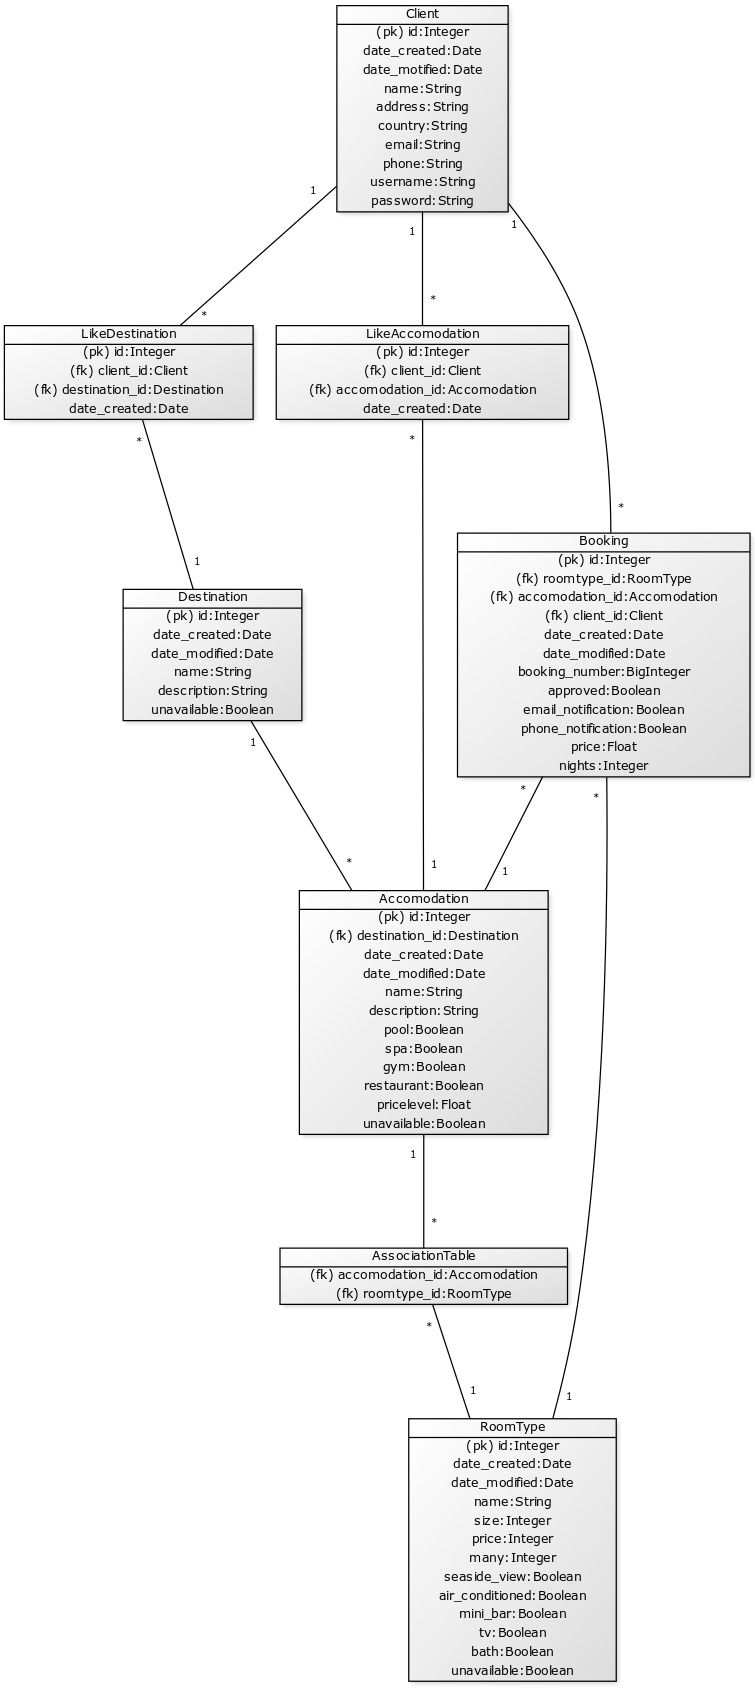 Client
(pk) id:Integer
date_created:Date
date_motified:Date
name:String
address:String
country:String
email:String
phone:String
username:String
password:String
1
1
1
*
*
LikeDestination
(pk) id:Integer
(fk) client_id:Client
(fk) destination_id:Destination
date_created:Date
LikeAccomodation
(pk) id:Integer
(fk) client_id:Client
(fk) accomodation_id:Accomodation
date_created:Date
*
*
*
Booking
(pk) id:Integer
(fk) roomtype_id:RoomType
(fk) accomodation_id:Accomodation
(fk) client_id:Client
date_created:Date
date_modified:Date
booking_number:BigInteger
approved:Boolean
email_notification:Boolean
phone_notification:Boolean
price:Float
nights:Integer
1
Destination
(pk) id:Integer
date_created:Date
date_modified:Date
name:String
description:String
unavailable:Boolean
1
*
*
*
1
1
Accomodation
(pk) id:Integer
(fk) destination_id:Destination
date_created:Date
date_modified:Date
name:String
description:String
pool:Boolean
spa:Boolean
gym:Boolean
restaurant:Boolean
pricelevel:Float
unavailable:Boolean
1
*
AssociationTable
(fk) accomodation_id:Accomodation
(fk) roomtype_id:RoomType
*
1
1
RoomType
(pk) id:Integer
date_created:Date
date_modified:Date
name:String
size:Integer
price:Integer
many:Integer
seaside_view:Boolean
air_conditioned:Boolean
mini_bar:Boolean
tv:Boolean
bath:Boolean
unavailable:Boolean